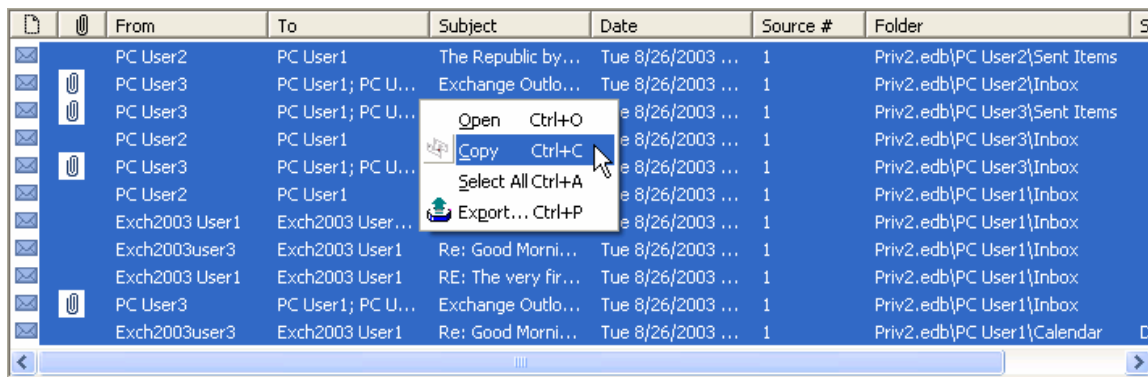 From To Subject Date Source # Folder S
PC User2 PC User1 The Republic by... Tue 8/26/2003 ... 1 Priv2.edb\PC User2\Sent Items
PC User3 PC User1; PC U... Exchange Outlo... Tue 8/26/2003 ... 1 Priv2.edb\PC User2\Inbox
PC User3 PC User1; PC U... 8/26/2003 ... 1 Priv2.edb\PC User3\Sent Items
Open Ctrl+O
PC User2 PC User1 8/26/2003 ... 1 Priv2.edb\PC User3\Inbox
Copy Ctrl+C
PC User3 PC User1; PC U... 8/26/2003 ... 1 Priv2.edb\PC User3\Inbox
Select All Ctrl+A
PC User2 PC User1 8/26/2003 ... 1 Priv2.edb\PC User1\Inbox
Export... Ctrl+P
Exch2003 User1 Exch2003 User... 8/26/2003 ... 1 Priv2.edb\PC User1\Inbox
Exch2003user3 Exch2003 User1 Re: Good Morni... Tue 8/26/2003 ... 1 Priv2.edb\PC User1\Inbox
Exch2003 User1 Exch2003 User1 RE: The very fir... Tue 8/26/2003 ... 1 Priv2.edb\PC User1\Inbox
PC User3 PC User1; PC U... Exchange Outlo... Tue 8/26/2003 ... 1 Priv2.edb\PC User1\Inbox
Exch2003user3 Exch2003 User1 Re: Good Morni... Tue 8/26/2003 ... 1 Priv2.edb\PC User1\Calendar D